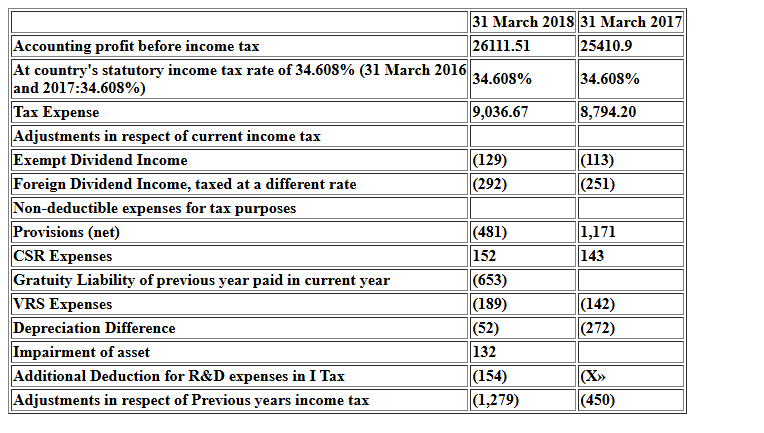 31 March 2018 31 March 2017
Accounting profit before income tax 26111.51 25410.9
At country's statutory income tax rate of 34.608% (31 March 2016
and 2017:34.608%) 34.608% 34.608%
Tax Expense 9,036.67 8,794.20
Adjustments in respect of current income tax
Exempt Dividend Income (129) (113)
Foreign Dividend Income, taxed at a different rate (292) (251)
Non-deductible expenses for tax purposes
Provisions (net) (481) 1,171
CSR Expenses 152 143
Gratuity Liability of previous year paid in current year (653)
VRS Expenses (189) (142)
Depreciation Difference (52) (272)
Impairment of asset 132
Additional Deduction for R&D expenses in I Tax (154) (X»
Adjustments in respect of Previous years income tax (1,279) (450)